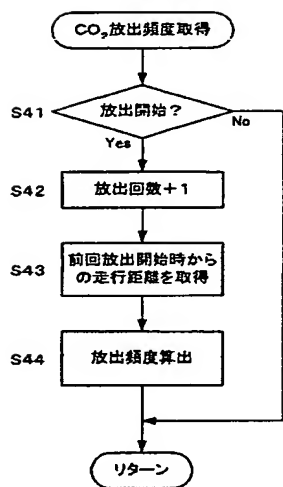 CO₂放出頻度取得
S41
放出開始?
No
Yes
S42
放出回数+1
S43
前回放出開始時から
の走行距離を取得
S44
放出頻度算出
リターン